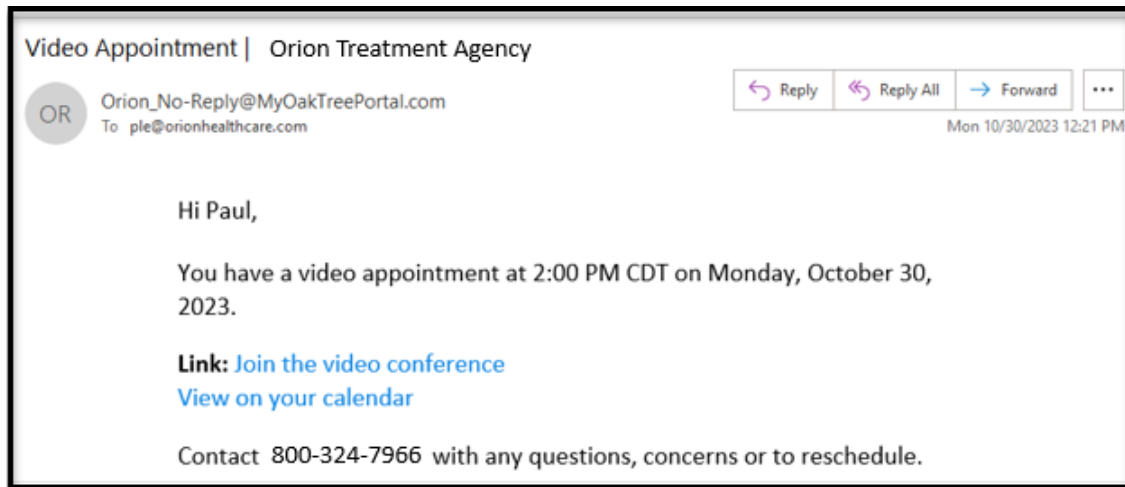 Video Appointment | Orion Treatment Agency
OR
Orion_No-Reply@MyOakTreePortal.com
To ple@orionhealthcare.com
Reply
Reply All
Forward
...
Mon 10/30/2023 12:21 PM
Hi Paul,
You have a video appointment at 2:00 PM CDT on Monday, October 30,
2023.
Link: Join the video conference
View on your calendar
Contact 800-324-7966 with any questions, concerns or to reschedule.